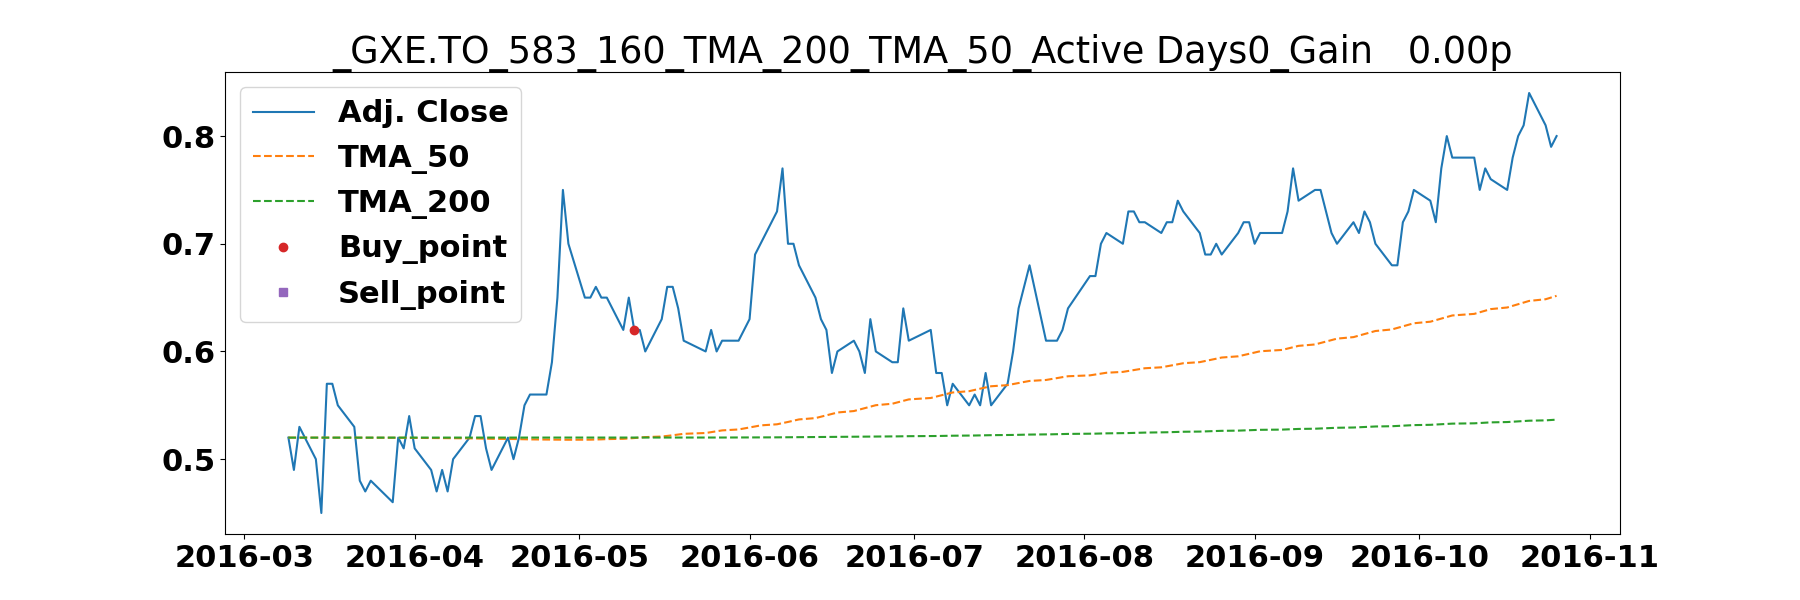 _GXE.TO_583_160_TMA_200_TMA_50_Active Days0_Gain   0.00p
Adj. Close
TMA_50
TMA_200
Buy_point
Sell_point
0.8
0.7
0.6
0.5
2016-03 2016-04 2016-05 2016-06 2016-07 2016-08 2016-09 2016-10 2016-11